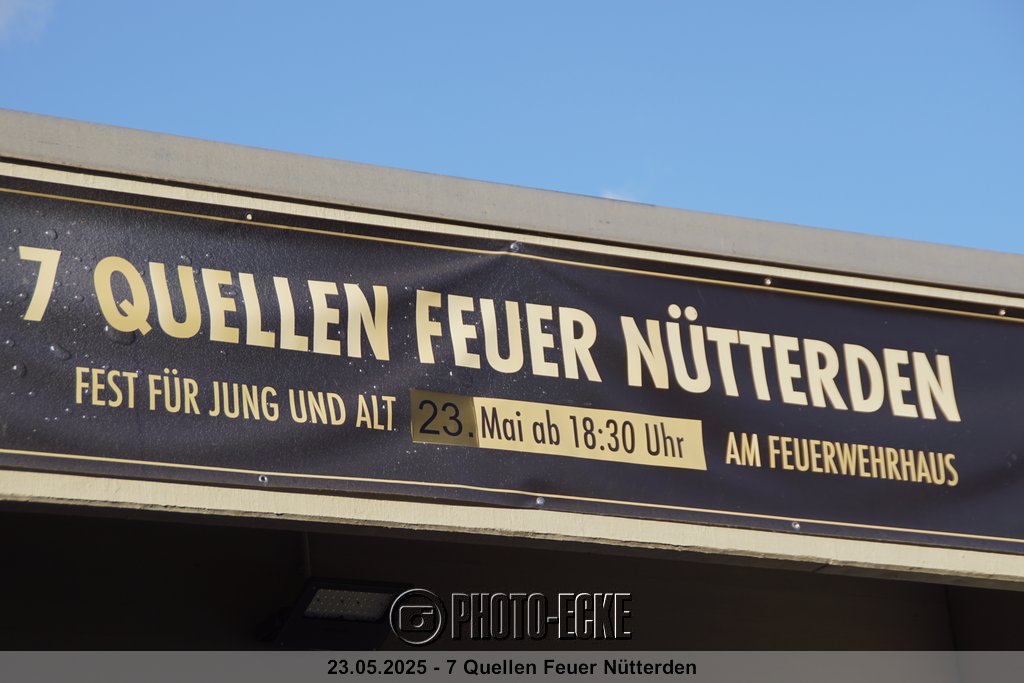 7 QUELLEN FEUER NÜTTERDEN
FEST FÜR JUNG UND ALT 23. Mai ab 18:30 Uhr AM FEUERWEHRHAUS
PHOTO-ECKE
23.05.2025 - 7 Quellen Feuer Nütterden